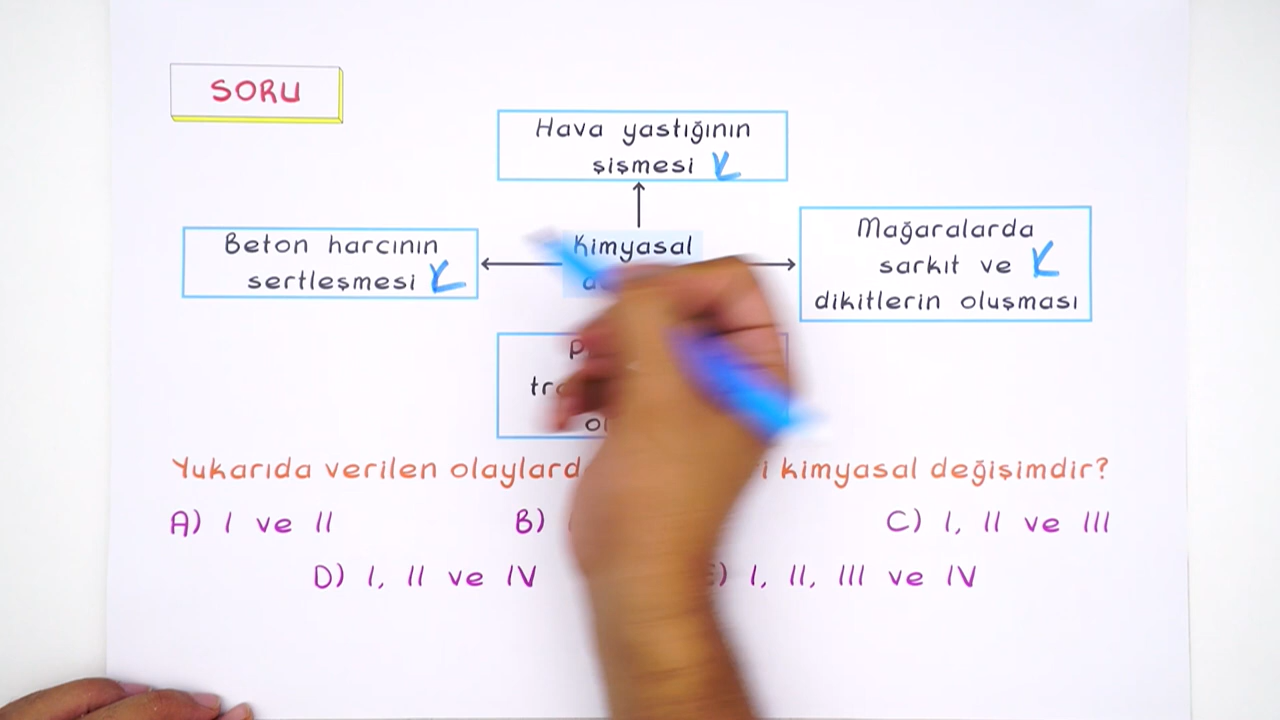 SORU
Hava yastığının
şişmesi
Beton harcının
sertleşmesi
Kimyasal
Mağaralarda
sarkıt ve
dikitlerin oluşması
Yukarıda verilen
kimyasal değişimdir?
A) I ve II
B)
C) I, II ve III
D) I, II ve IV
I, II, III ve IV